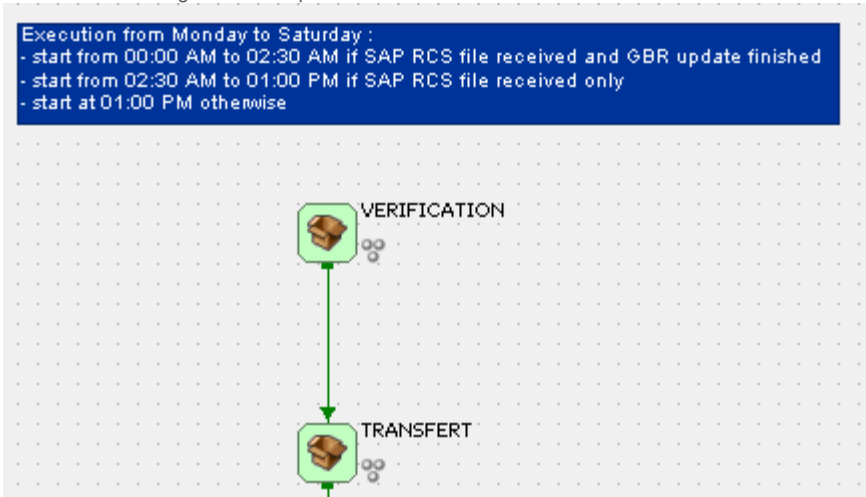 Execution from Monday to Saturday :
- start from 00:00 AM to 02:30 AM if SAP RCS file received and GBR update finished
- start from 02:30 AM to 01:00 PM if SAP RCS file received only
- start at 01:00 PM otherwise
VERIFICATION
TRANSFERT